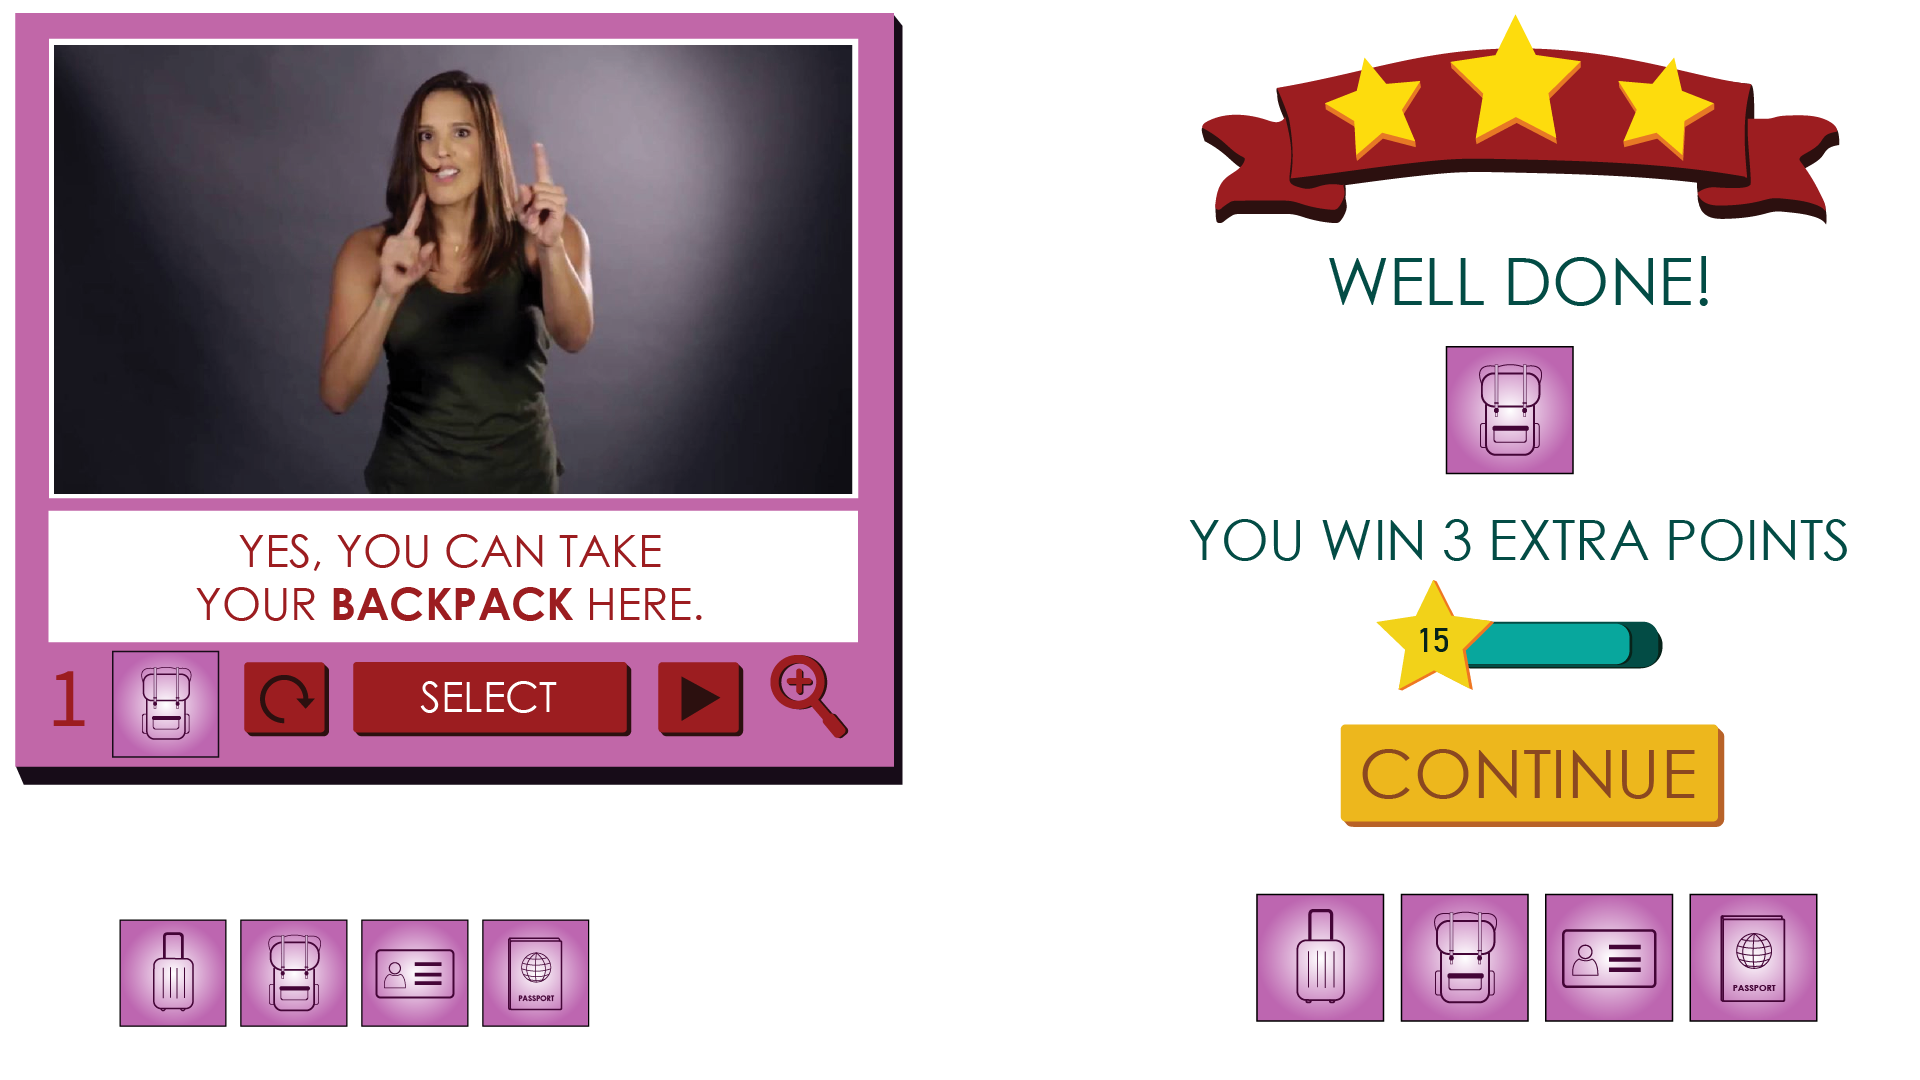 YES, YOU CAN TAKE
YOUR BACKPACK HERE.
1
SELECT
PASSPORT
WELL DONE!
YOU WIN 3 EXTRA POINTS
15
CONTINUE
PASSPORT